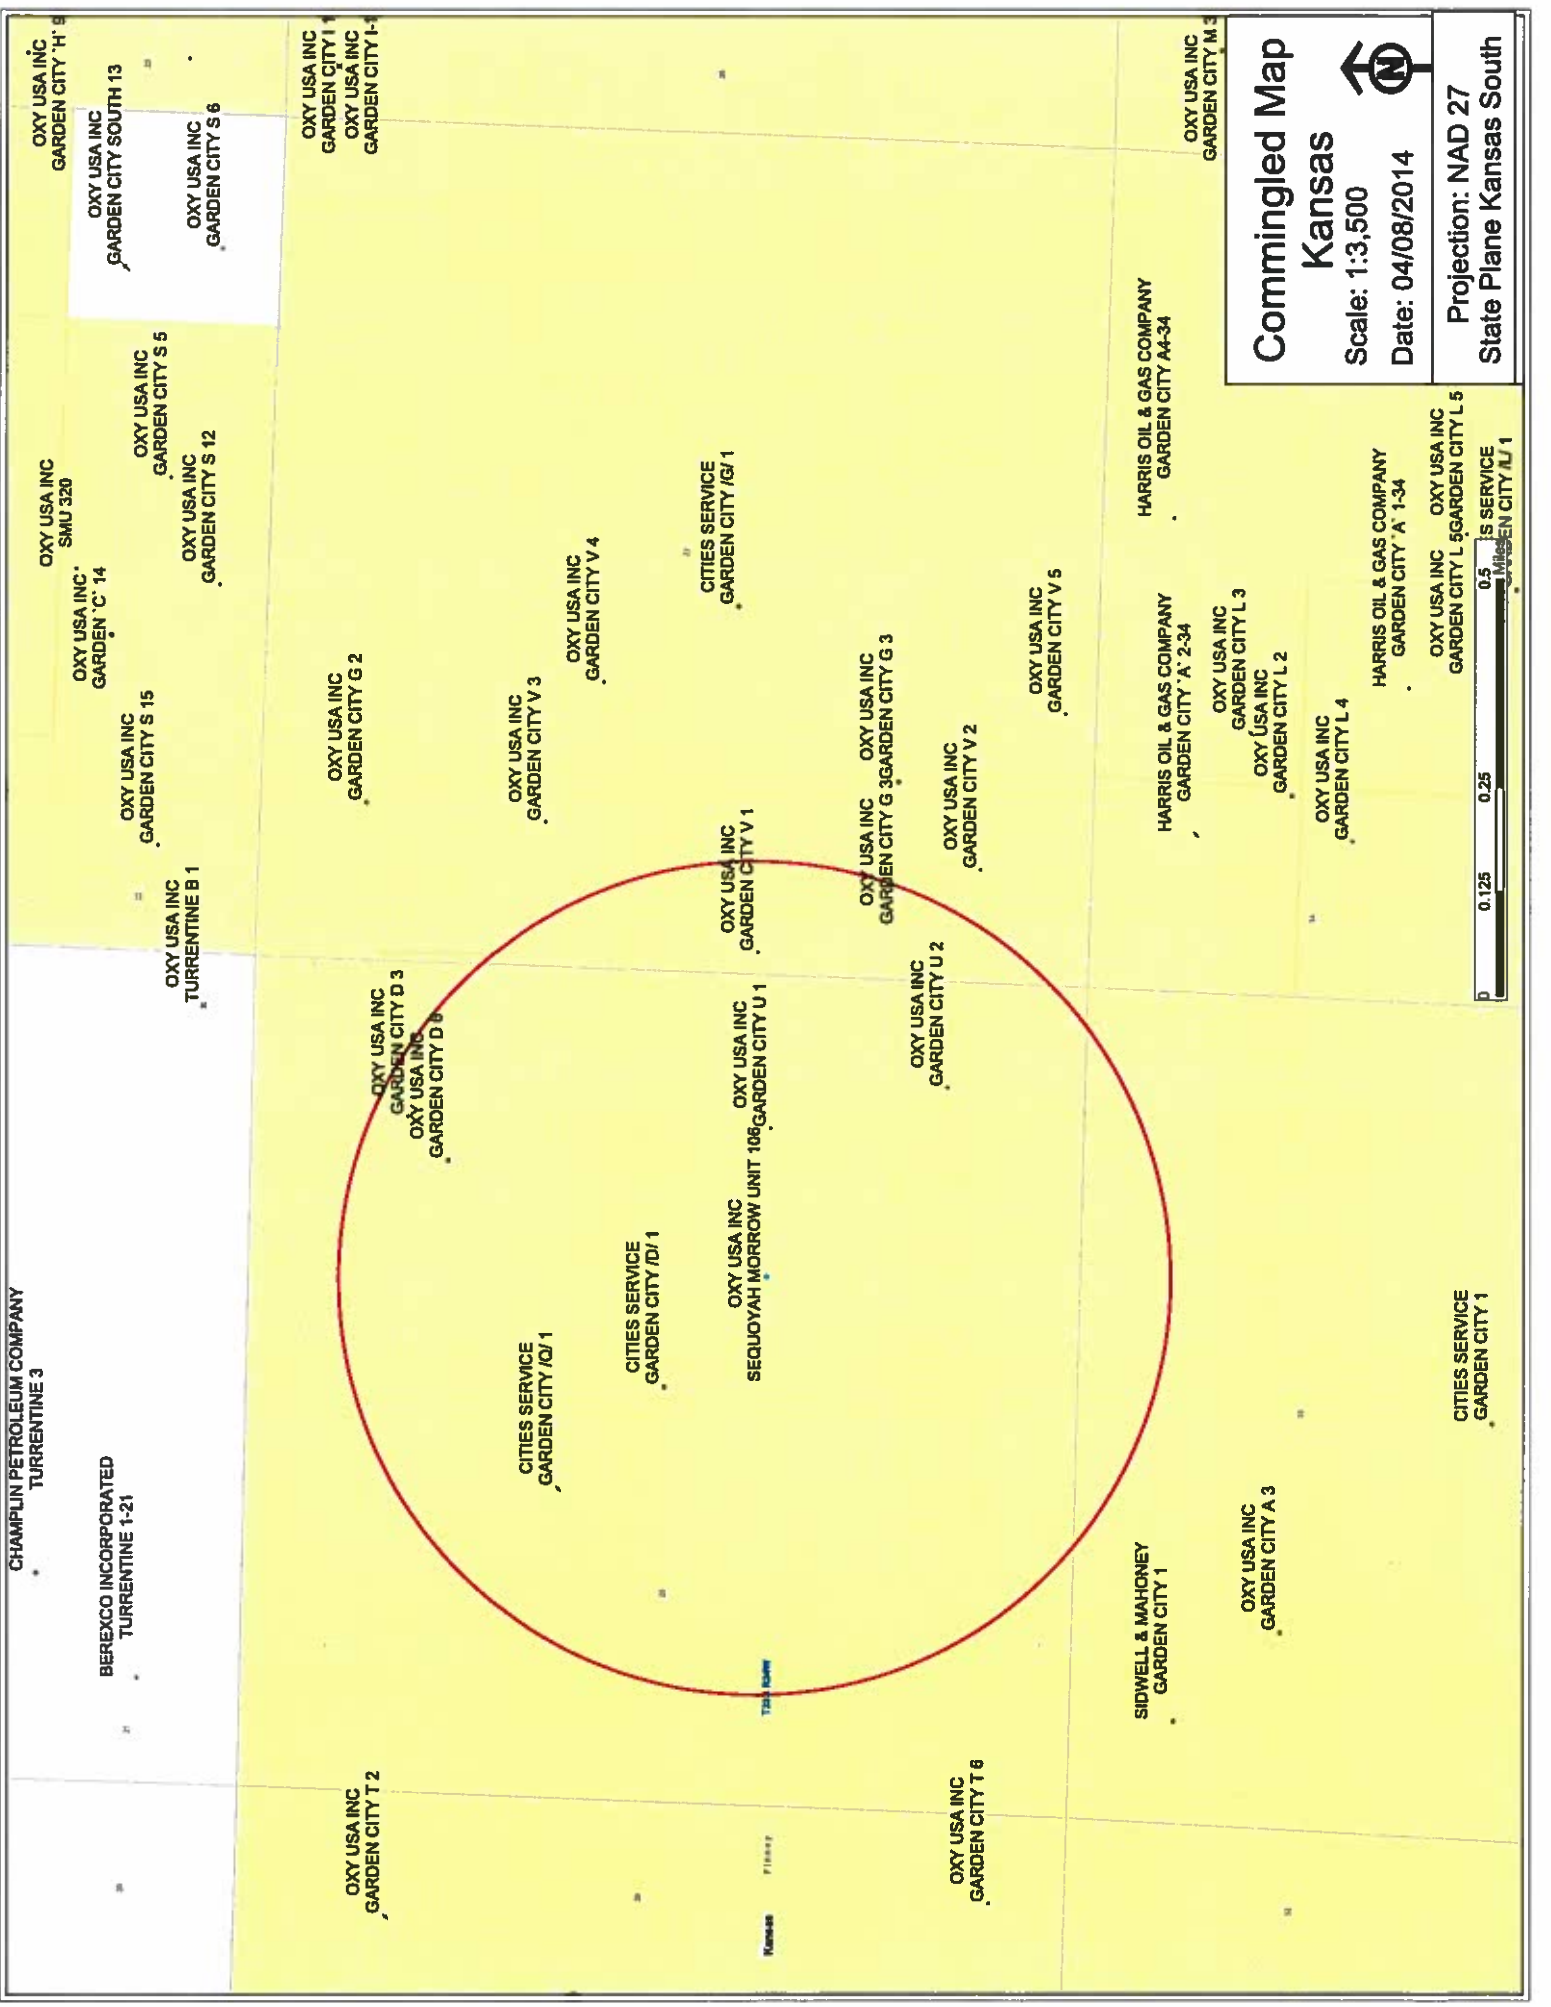 CHAMPLIN PETROLEUM COMPANY
TURRENTINE 3
BEREXCO INCORPORATED
TURRENTINE 1-21
OXY USA INC
TURRENTINE B 1
OXY USA INC
GARDEN CITY S 15
OXY USA INC
GARDEN 'C' 14
OXY USA INC
SMU 320
OXY USA INC
GARDEN CITY S 12
OXY USA INC
GARDEN CITY S 5
OXY USA INC
GARDEN CITY SOUTH 13
OXY USA INC
GARDEN CITY S 6
OXY USA INC
GARDEN CITY 'H' 9
OXY USA INC
GARDEN CITY I 1
OXY USA INC
GARDEN CITY I-1
OXY USA INC
GARDEN CITY T 2
OXY USA INC
GARDEN CITY D 3
OXY USA INC
GARDEN CITY D 6
OXY USA INC
GARDEN CITY G 2
OXY USA INC
GARDEN CITY V 3
OXY USA INC
GARDEN CITY V 4
CITIES SERVICE
GARDEN CITY /Q/ 1
CITIES SERVICE
GARDEN CITY /D/ 1
OXY USA INC
SEQUOYAH MORROW UNIT 106
OXY USA INC
GARDEN CITY U 1
OXY USA INC
GARDEN CITY V 1
CITIES SERVICE
GARDEN CITY /G/ 1
Kansas
Finney
OXY USA INC
GARDEN CITY U 2
OXY USA INC
GARDEN CITY G 3
OXY USA INC
GARDEN CITY G 3
OXY USA INC
GARDEN CITY V 2
OXY USA INC
GARDEN CITY V 5
OXY USA INC
GARDEN CITY T 6
SIDWELL & MAHONEY
GARDEN CITY 1
OXY USA INC
GARDEN CITY A 3
CITIES SERVICE
GARDEN CITY 1
HARRIS OIL & GAS COMPANY
GARDEN CITY 'A' 2-34
HARRIS OIL & GAS COMPANY
GARDEN CITY A4-34
OXY USA INC
GARDEN CITY L 3
OXY USA INC
GARDEN CITY L 2
OXY USA INC
GARDEN CITY L 4
HARRIS OIL & GAS COMPANY
GARDEN CITY 'A' 1-34
OXY USA INC
GARDEN CITY L 5
OXY USA INC
GARDEN CITY L 5
S SERVICE
EN CITY /L/ 1
OXY USA INC
GARDEN CITY M 3
0 0.125 0.25 0.5
Miles
Commingled Map
Kansas
Scale: 1:3,500
Date: 04/08/2014
N
Projection: NAD 27
State Plane Kansas South